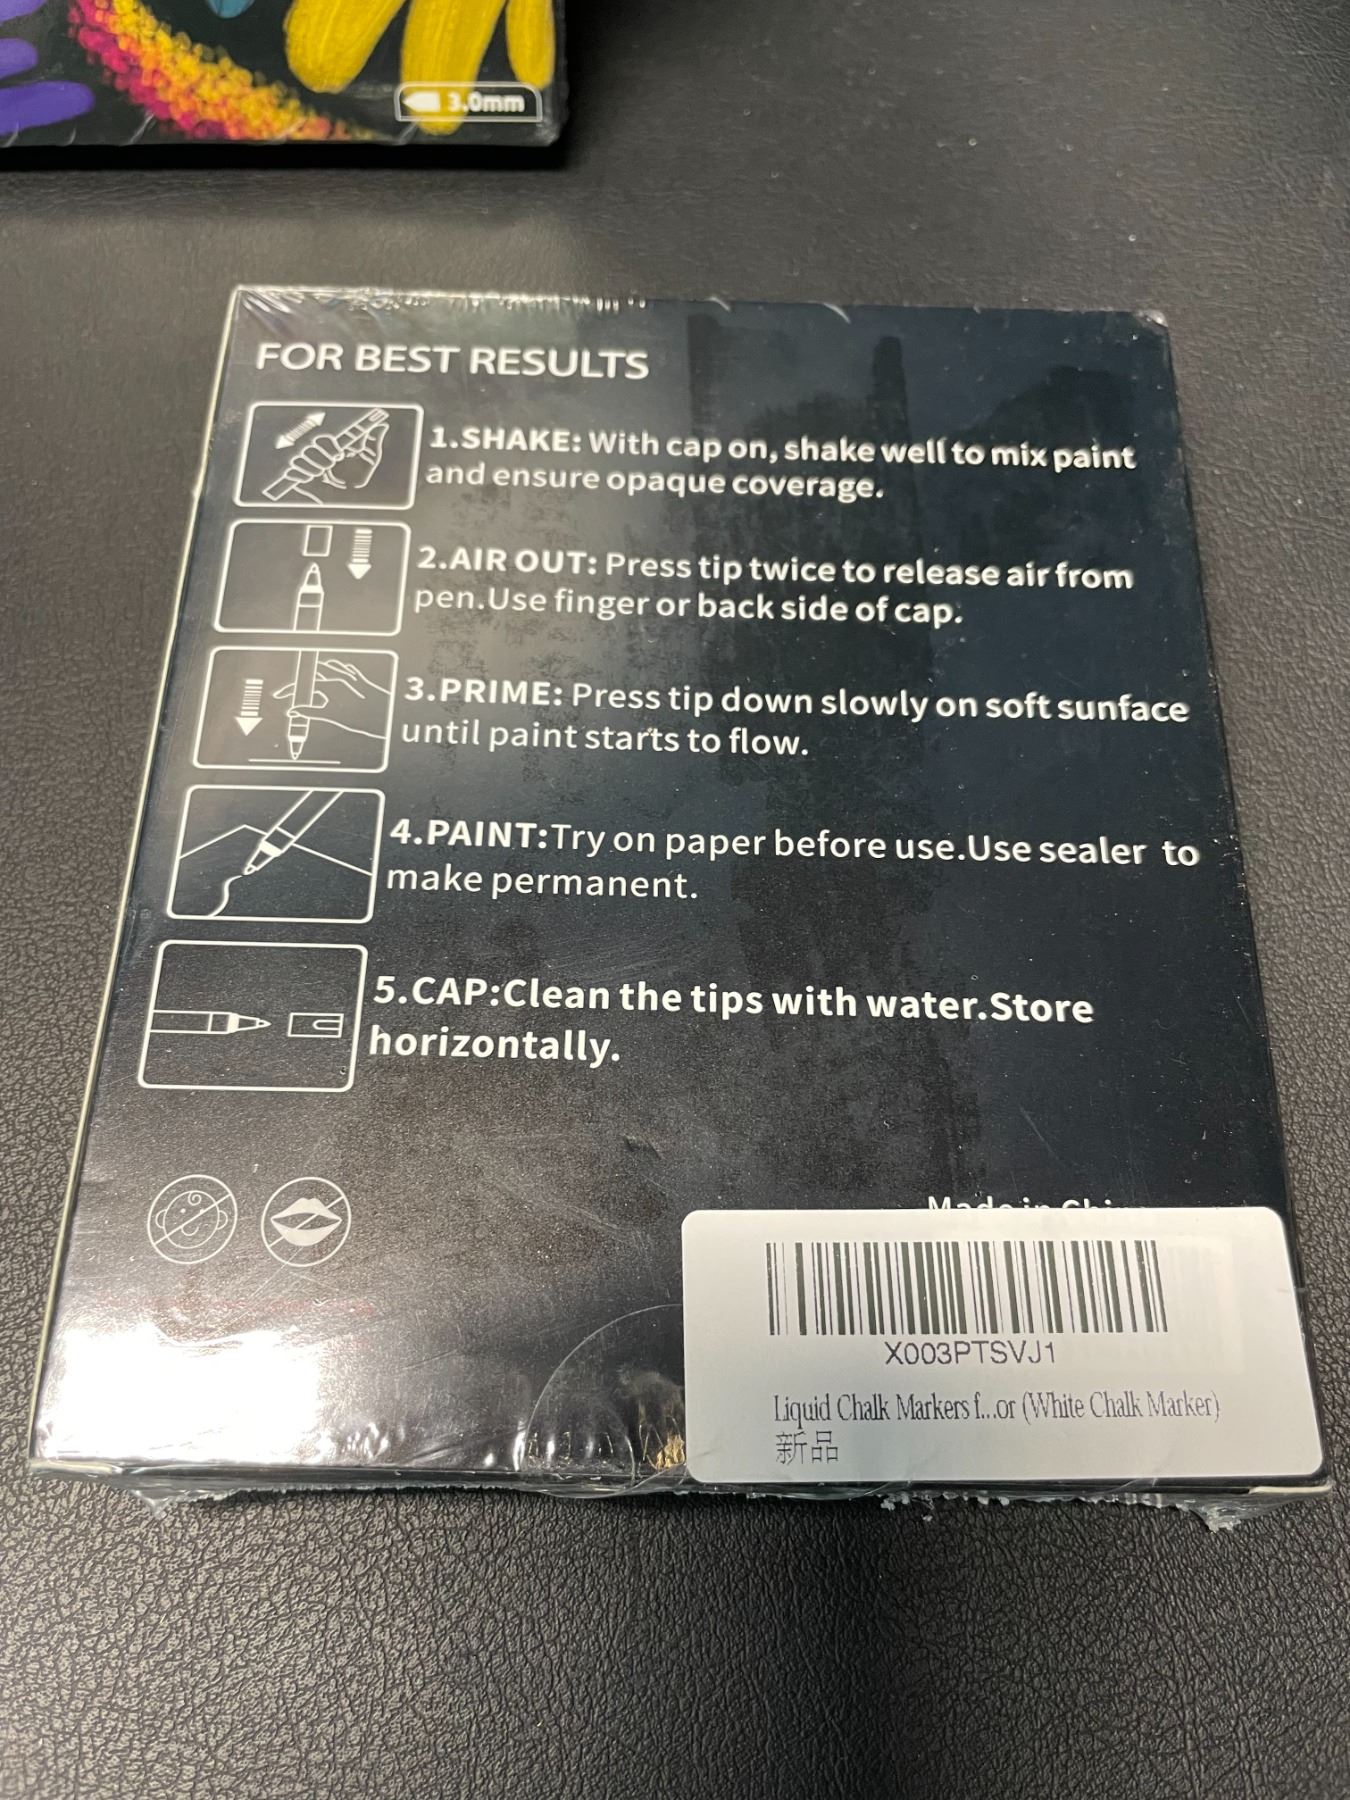 3.0mm
FOR BEST RESULTS
1.SHAKE: With cap on, shake well to mix paint
and ensure opaque coverage.
2.AIR OUT: Press tip twice to release air from
pen.Use finger or back side of cap.
3.PRIME: Press tip down slowly on soft sunface
until paint starts to flow.
4.PAINT:Try on paper before use.Use sealer to
make permanent.
5.CAP:Clean the tips with water.Store
horizontally.
Made in China
X003PTSVJ1
Liquid Chalk Markers f...or (White Chalk Marker)
新品